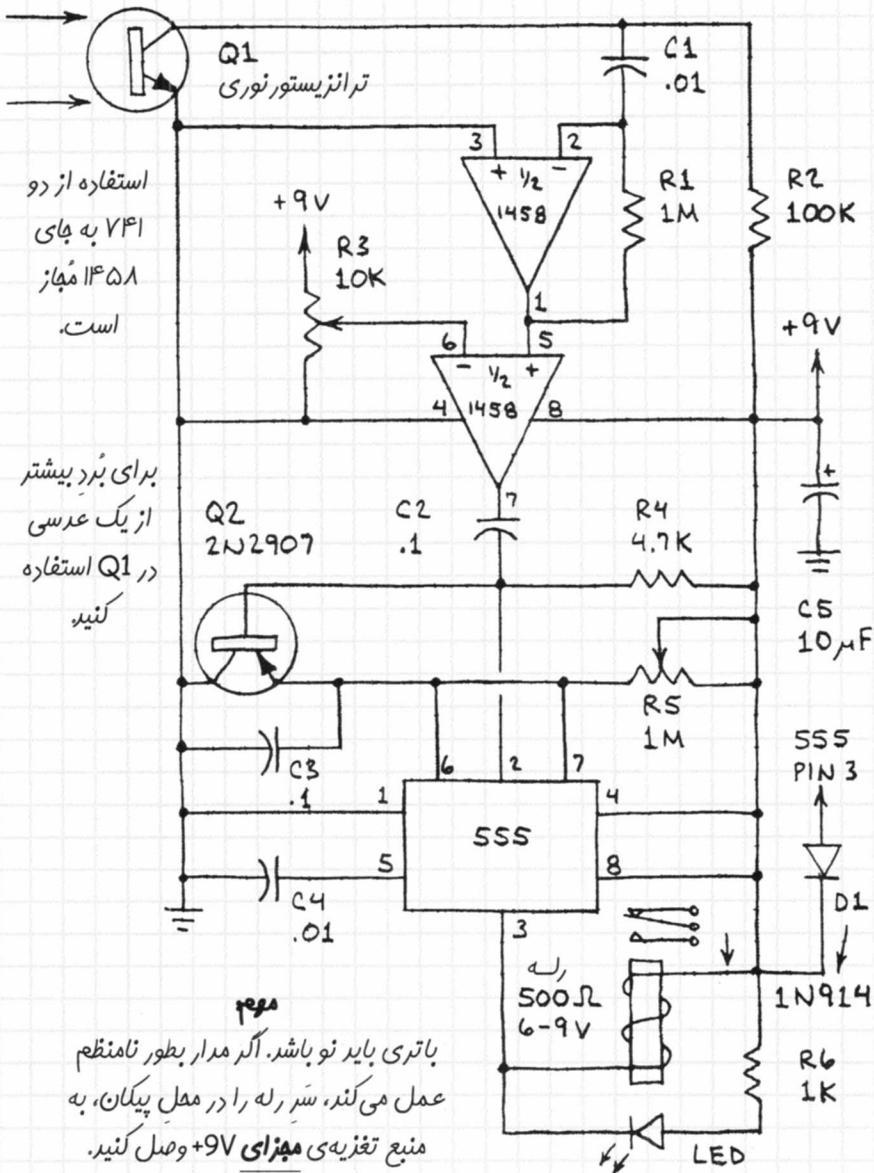 Q1
ترانزیستور نوری
C1
.01
3
2
+
-
½
1458
R1
1M
R2
100K
استفاده از دو
۷۴۱ به جای
۱۴۵۸ مُجاز
است.
+9V
R3
10K
1
6
5
-
+
½
1458
4
8
+9V
+
7
برای بُردِ بیشتر
از یک عدسی
در Q1 استفاده
کنید.
Q2
2N2907
C2
.1
R4
4.7K
C5
10μF
R5
1M
C3
.1
6
2
7
1
4
555
5
8
C4
.01
3
555
PIN 3
D1
1N914
رله
500Ω
6-9V
R6
1K
LED
مهم
باتری باید نو باشد. اگر مدار بطور نامنظم
عمل می‌کند، سَرِ رله را در محلِ پیکان، به
منبع تغزیه‌ی مجزای +9V وصل کنید.